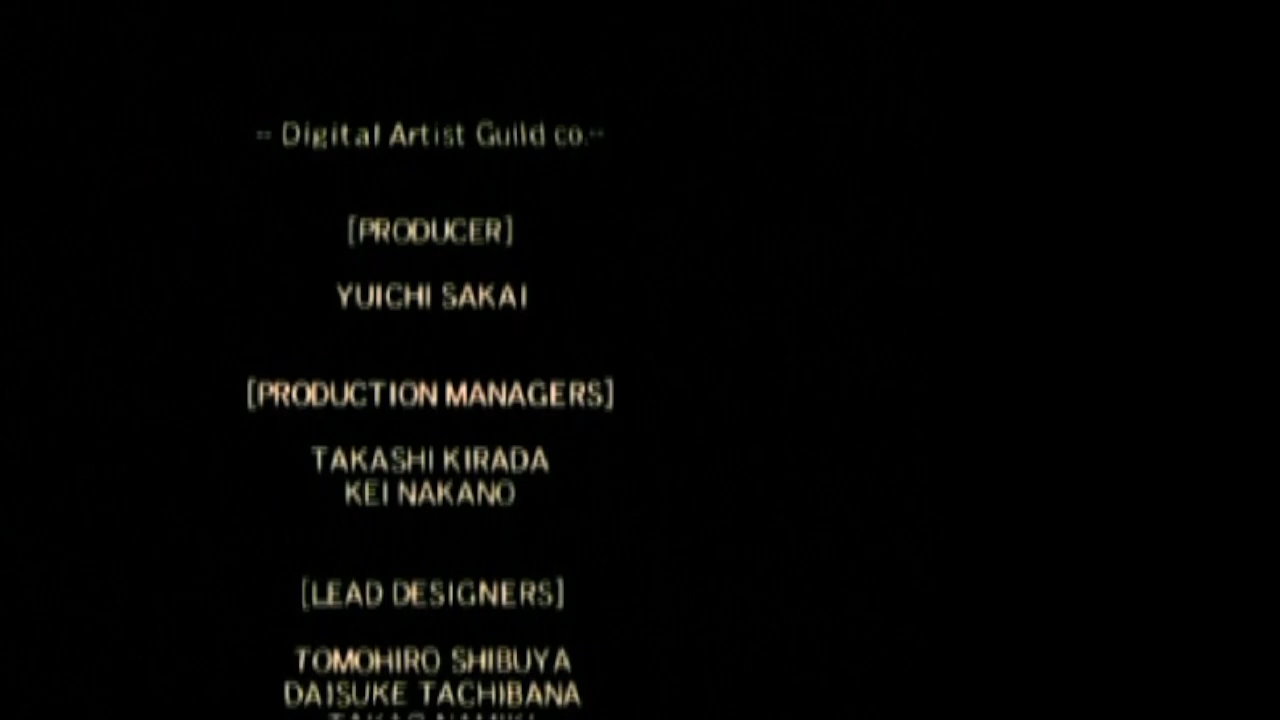 -- Digital Artist Guild co.--
[PRODUCER]
YUICHI SAKAI
[PRODUCTION MANAGERS]
TAKASHI KIRADA
KEI NAKANO
[LEAD DESIGNERS]
TOMOHIRO SHIBUYA
DAISUKE TACHIBANA